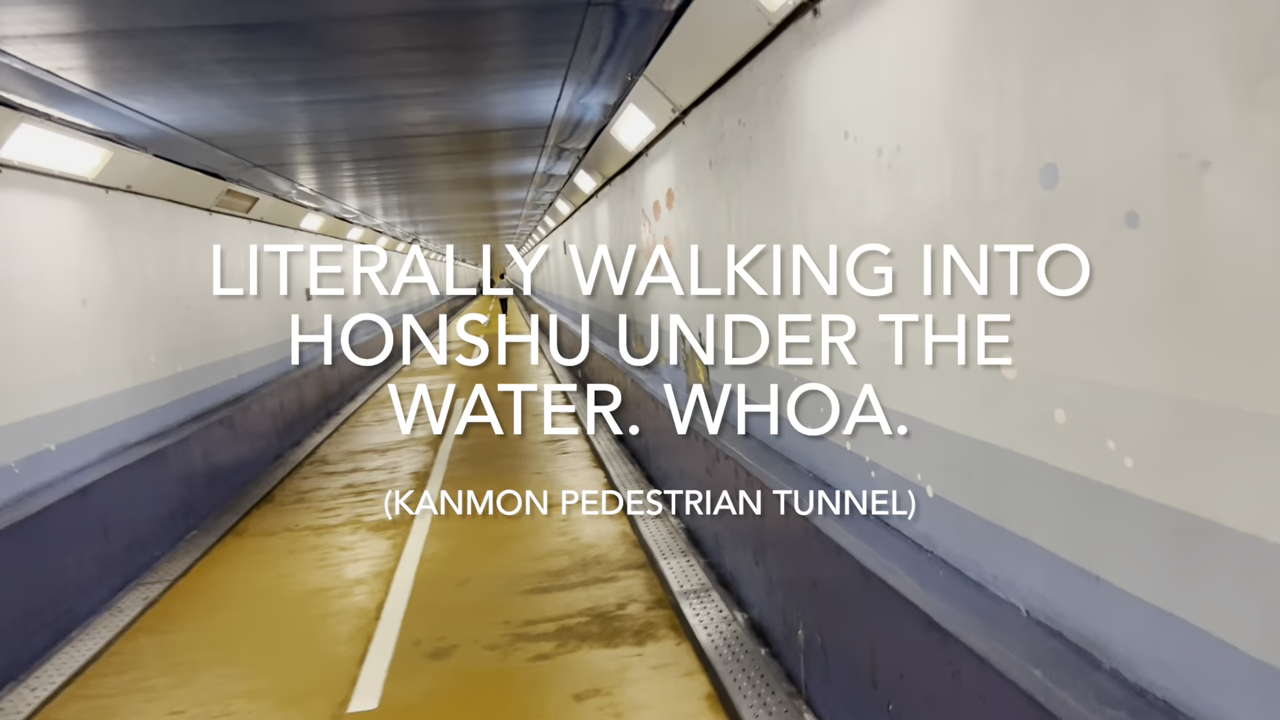 LITERALLY WALKING INTO
HONSHU UNDER THE
WATER. WHOA.
(KANMON PEDESTRIAN TUNNEL)